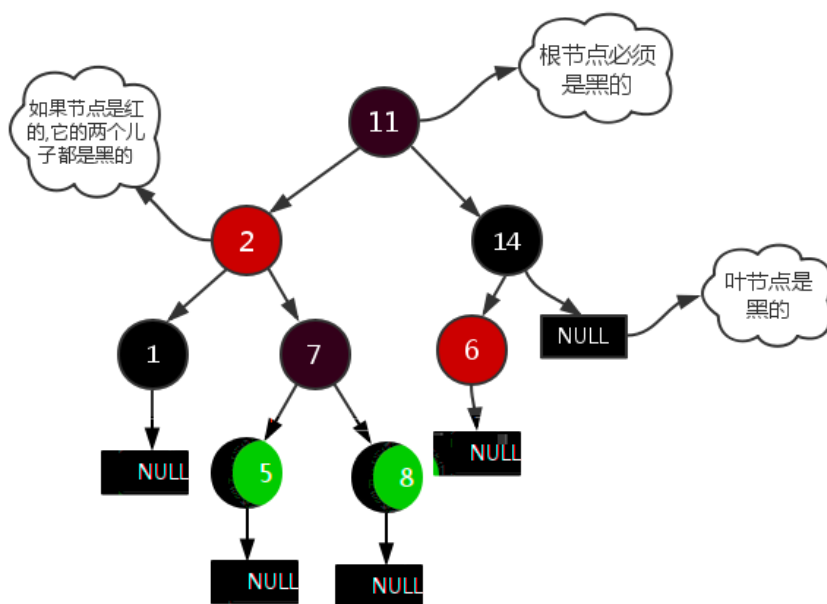 根节点必须
是黑的
如果节点是红
的,它的两个儿
子都是黑的
11
2
14
叶节点是
黑的
1
7
6
NULL
NULL
5
8
NULL
NULL
NULL